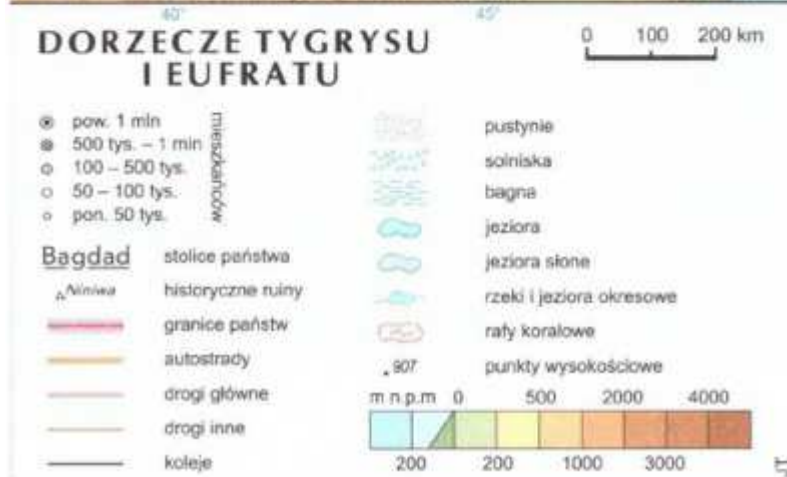 40° 45°
DORZECZE TYGRYSU
I EUFRATU
0 100 200 km
pow. 1 mln
500 tys. – 1 mln
100 – 500 tys.
50 – 100 tys.
pon. 50 tys.
mieszkańców
Bagdad stolice państwa
Niniwa historyczne ruiny
granice państw
autostrady
drogi główne
drogi inne
koleje
pustynie
solniska
bagna
jeziora
jeziora słone
rzeki i jeziora okresowe
rafy koralowe
.907 punkty wysokościowe
m n.p.m 0 500 2000 4000
200 200 1000 3000